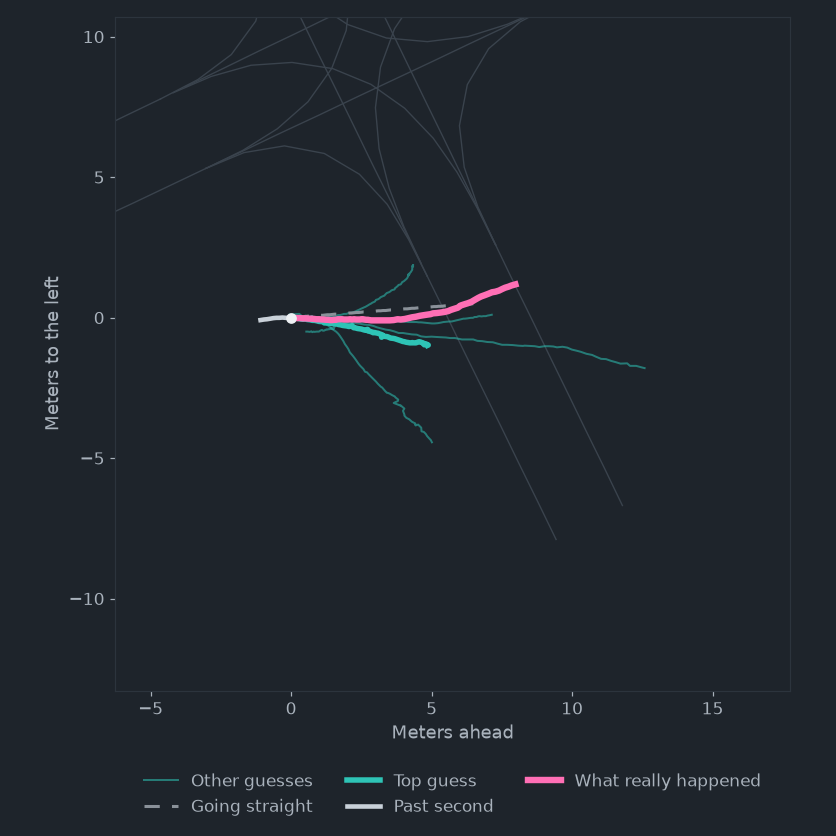 10
5
0
−5
−10
Meters to the left
−5
0
5
10
15
Meters ahead
Other guesses
Top guess
What really happened
Going straight
Past second